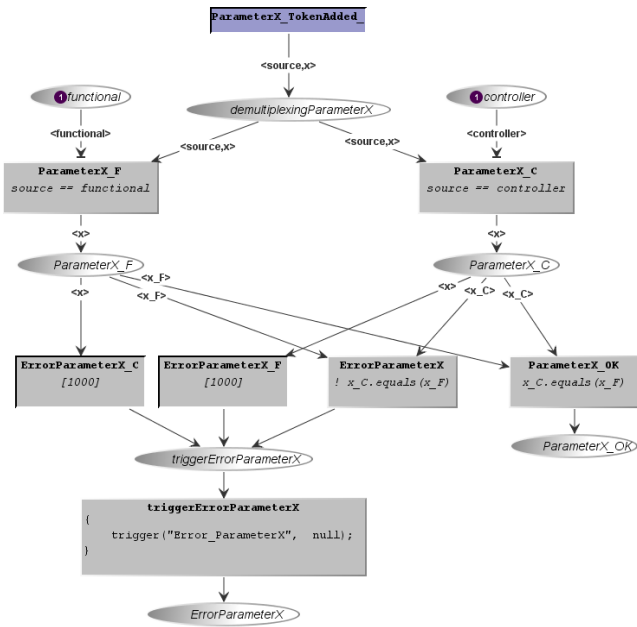 ParameterX_TokenAdded_
<source,x>
1 functional
demultiplexingParameterX
1 controller
<functional>
<source,x>
<source,x>
<controller>
ParameterX_F
source == functional
ParameterX_C
source == controller
<x>
<x>
ParameterX_F
ParameterX_C
<x>
<x_F>
<x_F>
<x>
<x_C>
<x_C>
ErrorParameterX_C
[1000]
ErrorParameterX_F
[1000]
ErrorParameterX
! x_C.equals(x_F)
ParameterX_OK
x_C.equals(x_F)
triggerErrorParameterX
ParameterX_OK
triggerErrorParameterX
{
trigger("Error_ParameterX", null);
}
ErrorParameterX